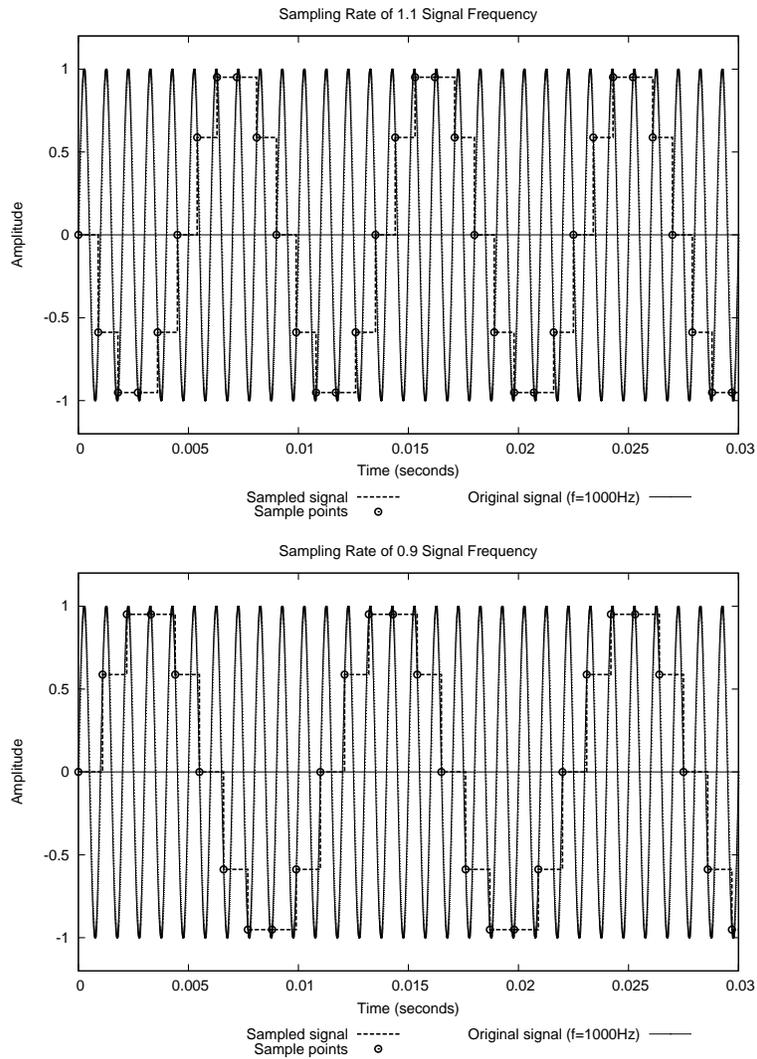 Sampling Rate of 1.1 Signal Frequency
1
0.5
0
-0.5
-1
Amplitude
0 0.005 0.01 0.015 0.02 0.025 0.03
Time (seconds)
Sampled signal Original signal (f=1000Hz)
Sample points
Sampling Rate of 0.9 Signal Frequency
1
0.5
0
-0.5
-1
Amplitude
0 0.005 0.01 0.015 0.02 0.025 0.03
Time (seconds)
Sampled signal Original signal (f=1000Hz)
Sample points